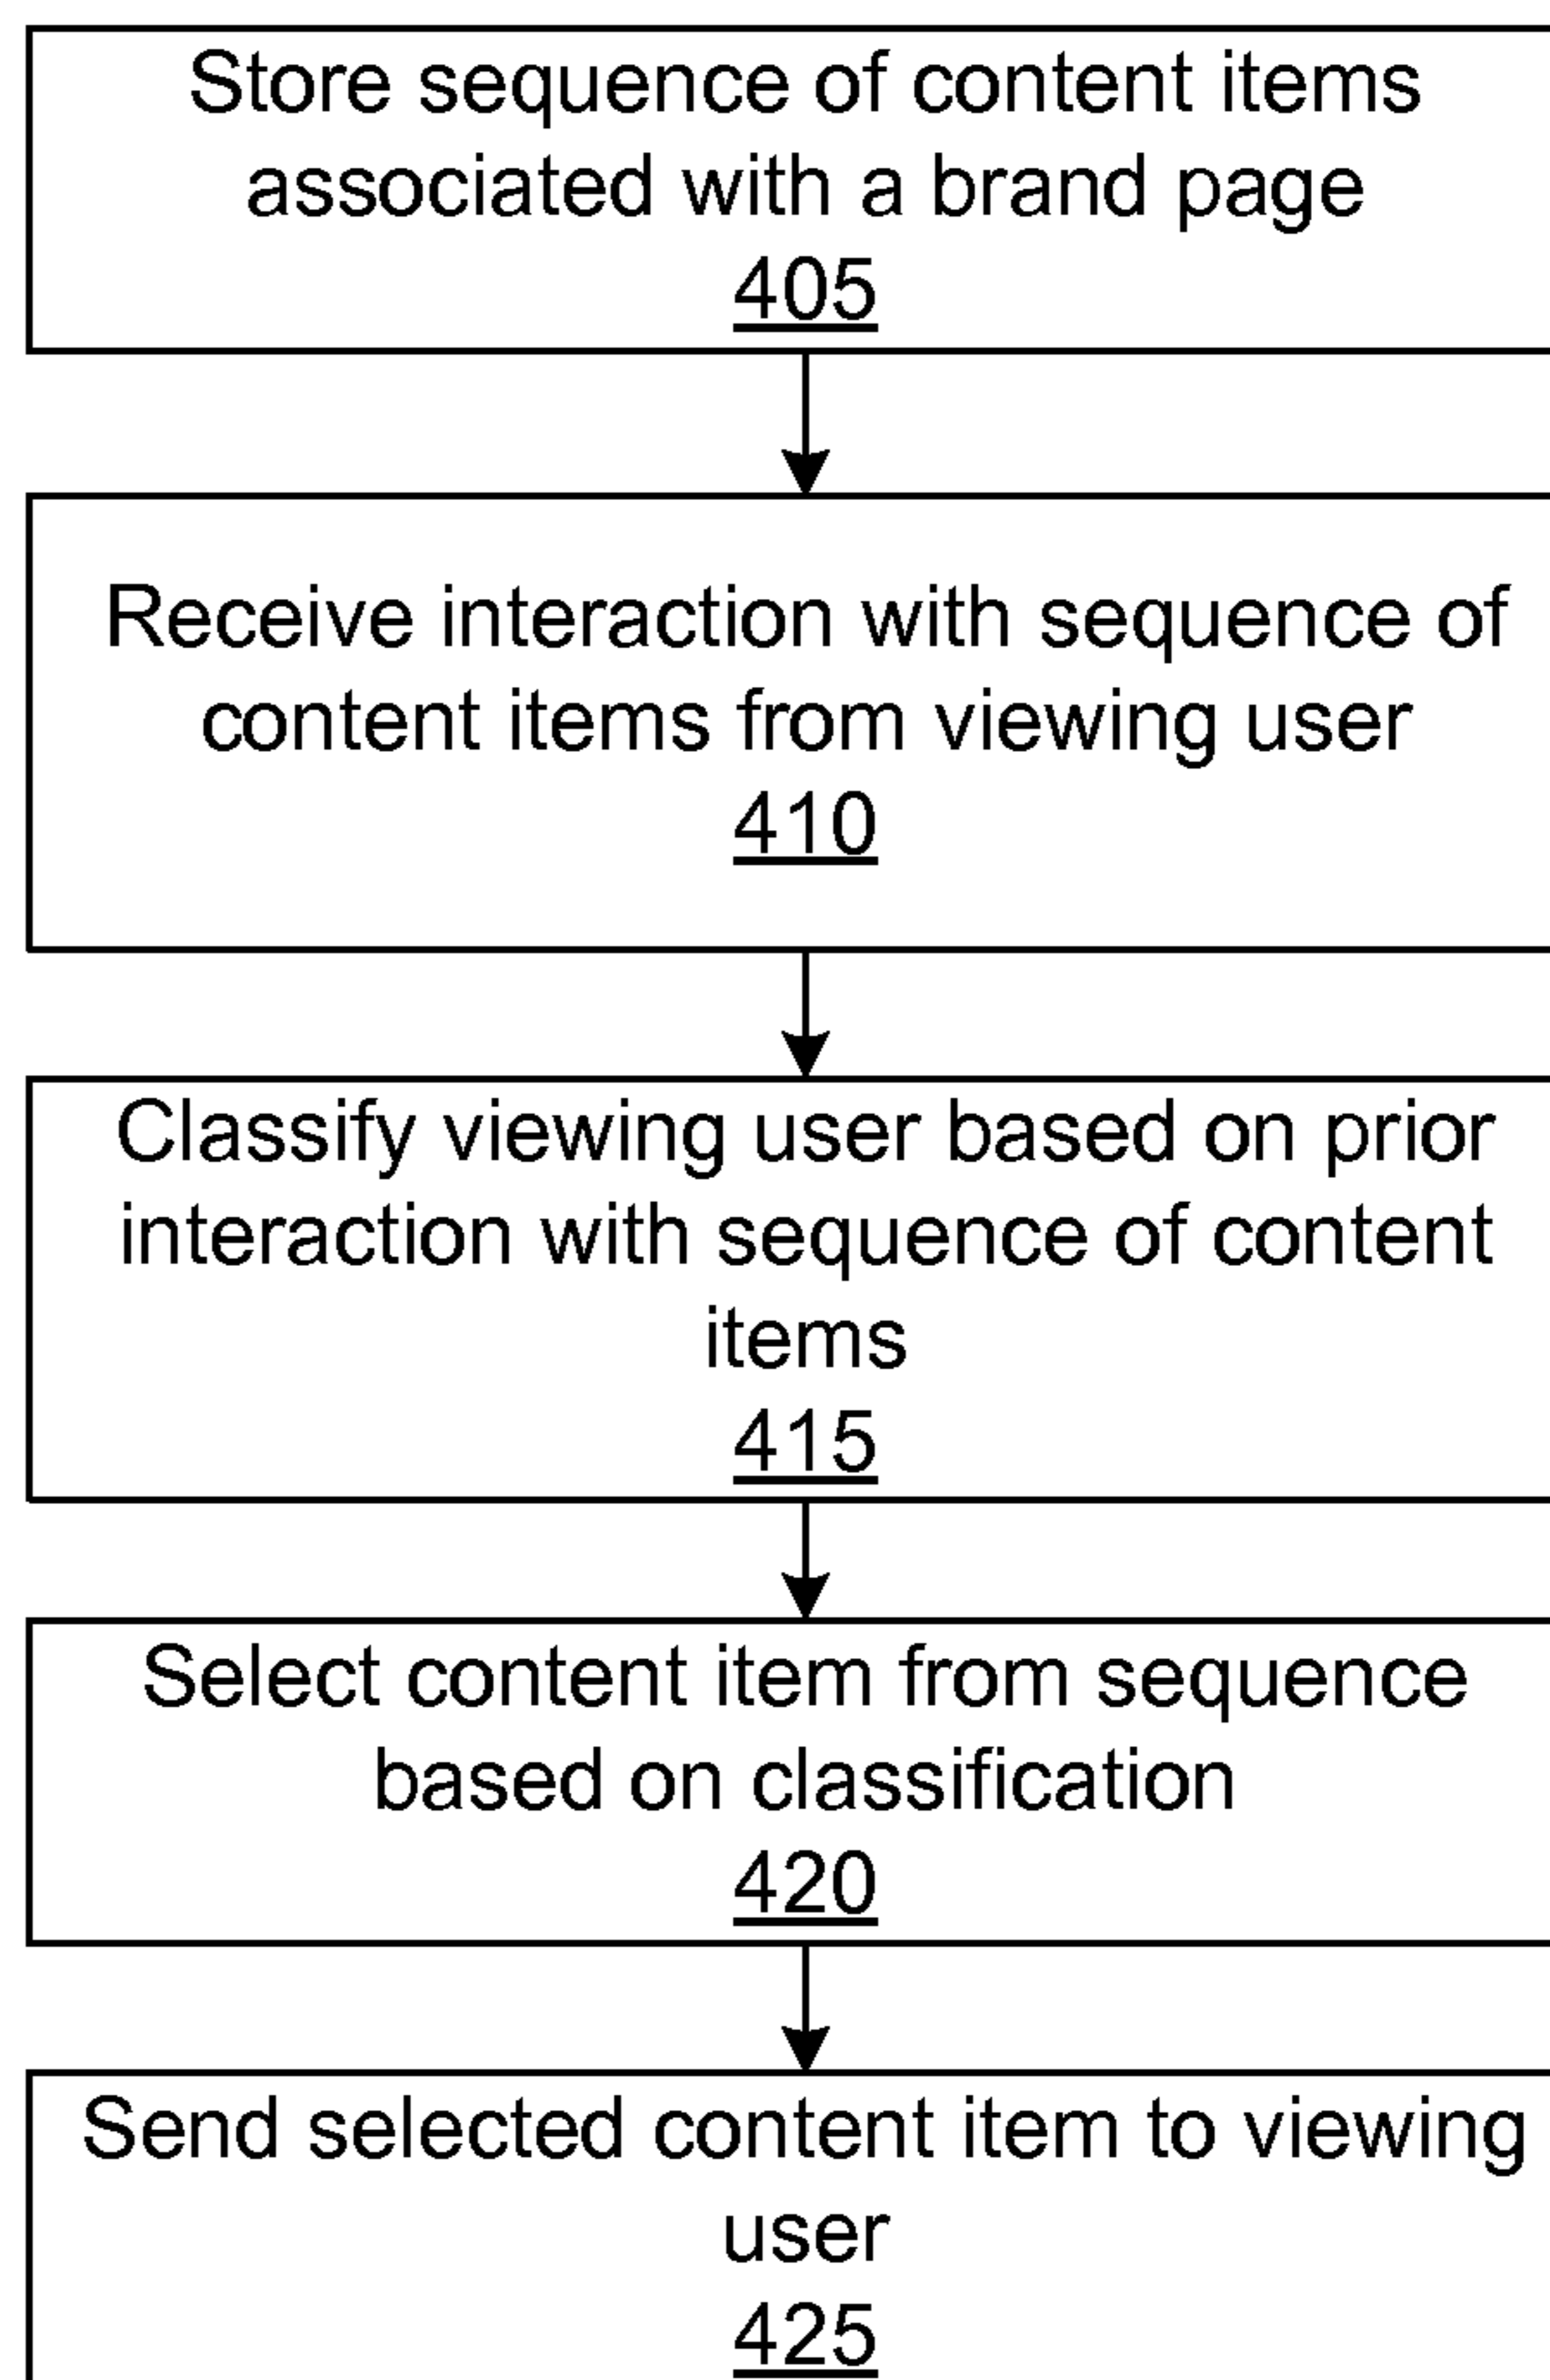 Store sequence of content items
associated with a brand page
405
Receive interaction with sequence of
content items from viewing user
410
Classify viewing user based on prior
interaction with sequence of content
items
415
Select content item from sequence
based on classification
420
Send selected content item to viewing
user
425